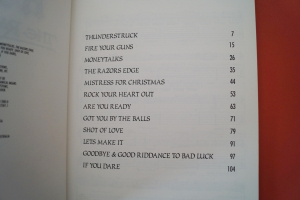 THUNDERSTRUCK 7
FIRE YOUR GUNS 15
MONEYTALKS 26
THE RAZORS EDGE 35
MISTRESS FOR CHRISTMAS 44
ROCK YOUR HEART OUT 53
ARE YOU READY 63
GOT YOU BY THE BALLS 71
SHOT OF LOVE 79
LETS MAKE IT 91
GOODBYE & GOOD RIDDANCE TO BAD LUCK 97
IF YOU DARE 104